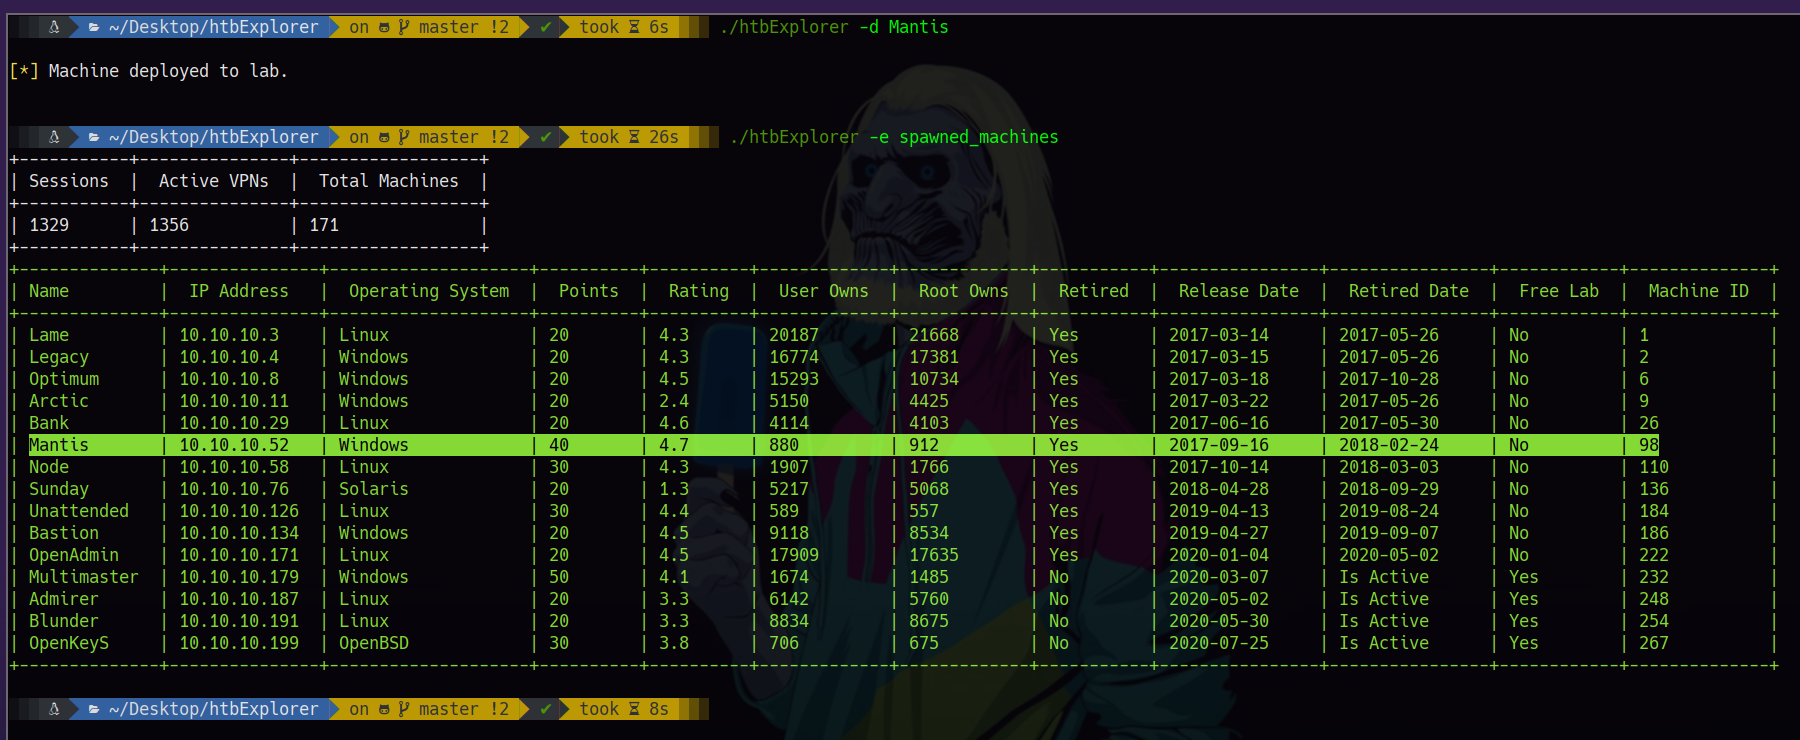 ~/Desktop/htbExplorer on master !2 ✔ took 6s ./htbExplorer -d Mantis
[*] Machine deployed to lab.
~/Desktop/htbExplorer on master !2 ✔ took 26s ./htbExplorer -e spawned_machines
+-----------+---------------+------------------+
| Sessions | Active VPNs | Total Machines |
+-----------+---------------+------------------+
| 1329 | 1356 | 171 |
+-----------+---------------+------------------+
+--------------+---------------+--------------------+----------+----------+-------------+-------------+-----------+----------------+----------------+------------+--------------+
| Name | IP Address | Operating System | Points | Rating | User Owns | Root Owns | Retired | Release Date | Retired Date | Free Lab | Machine ID |
+--------------+---------------+--------------------+----------+----------+-------------+-------------+-----------+----------------+----------------+------------+--------------+
| Lame | 10.10.10.3 | Linux | 20 | 4.3 | 20187 | 21668 | Yes | 2017-03-14 | 2017-05-26 | No | 1 |
| Legacy | 10.10.10.4 | Windows | 20 | 4.3 | 16774 | 17381 | Yes | 2017-03-15 | 2017-05-26 | No | 2 |
| Optimum | 10.10.10.8 | Windows | 20 | 4.5 | 15293 | 10734 | Yes | 2017-03-18 | 2017-10-28 | No | 6 |
| Arctic | 10.10.10.11 | Windows | 20 | 2.4 | 5150 | 4425 | Yes | 2017-03-22 | 2017-05-26 | No | 9 |
| Bank | 10.10.10.29 | Linux | 20 | 4.6 | 4114 | 4103 | Yes | 2017-06-16 | 2017-05-30 | No | 26 |
| Mantis | 10.10.10.52 | Windows | 40 | 4.7 | 880 | 912 | Yes | 2017-09-16 | 2018-02-24 | No | 98 |
| Node | 10.10.10.58 | Linux | 30 | 4.3 | 1907 | 1766 | Yes | 2017-10-14 | 2018-03-03 | No | 110 |
| Sunday | 10.10.10.76 | Solaris | 20 | 1.3 | 5217 | 5068 | Yes | 2018-04-28 | 2018-09-29 | No | 136 |
| Unattended | 10.10.10.126 | Linux | 30 | 4.4 | 589 | 557 | Yes | 2019-04-13 | 2019-08-24 | No | 184 |
| Bastion | 10.10.10.134 | Windows | 20 | 4.5 | 9118 | 8534 | Yes | 2019-04-27 | 2019-09-07 | No | 186 |
| OpenAdmin | 10.10.10.171 | Linux | 20 | 4.5 | 17909 | 17635 | Yes | 2020-01-04 | 2020-05-02 | No | 222 |
| Multimaster | 10.10.10.179 | Windows | 50 | 4.1 | 1674 | 1485 | No | 2020-03-07 | Is Active | Yes | 232 |
| Admirer | 10.10.10.187 | Linux | 20 | 3.3 | 6142 | 5760 | No | 2020-05-02 | Is Active | Yes | 248 |
| Blunder | 10.10.10.191 | Linux | 20 | 3.3 | 8834 | 8675 | No | 2020-05-30 | Is Active | Yes | 254 |
| OpenKeyS | 10.10.10.199 | OpenBSD | 30 | 3.8 | 706 | 675 | No | 2020-07-25 | Is Active | Yes | 267 |
+--------------+---------------+--------------------+----------+----------+-------------+-------------+-----------+----------------+----------------+------------+--------------+
~/Desktop/htbExplorer on master !2 ✔ took 8s